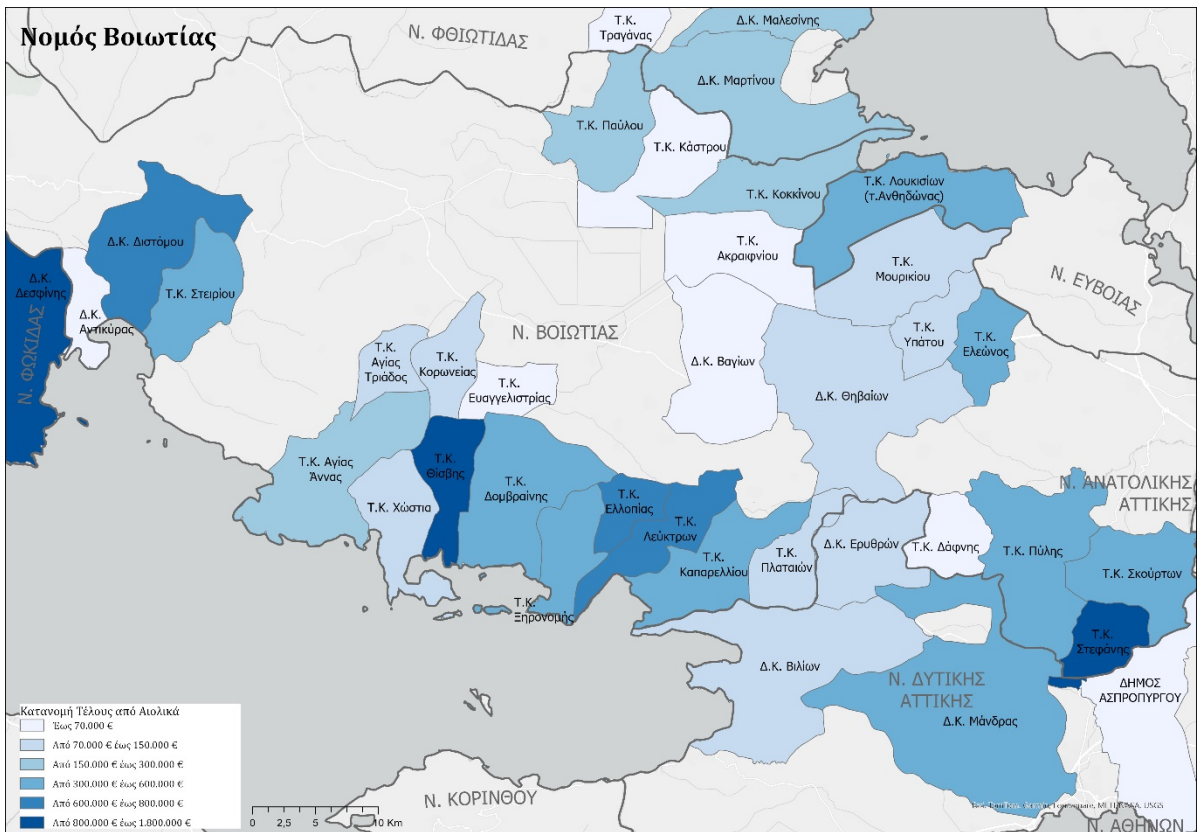 Νομός Βοιωτίας
Ν. ΦΘΙΩΤΙΔΑΣ
Τ.Κ.
Τραγάνας
Δ.Κ. Μαλεσίνης
Δ.Κ. Μαρτίνου
Τ.Κ. Παύλου
Τ.Κ. Κάστρου
Τ.Κ. Κοκκίνου
Τ.Κ. Λουκισίων
(τ.Ανθηδώνας)
Δ.Κ. Διστόμου
Τ.Κ.
Ακραιφνίου
Τ.Κ.
Μουρικίου
Ν. ΕΥΒΟΙΑΣ
Δ.Κ.
Δεσφίνης
Τ.Κ. Στειρίου
Δ.Κ.
Αντικύρας
Ν. ΦΩΚΙΔΑΣ
Ν. ΒΟΙΩΤΙΑΣ
Τ.Κ.
Υπάτου
Τ.Κ.
Ελεώνος
Τ.Κ.
Αγίας
Τριάδος
Τ.Κ.
Κορωνείας
Τ.Κ.
Ευαγγελιστρίας
Δ.Κ. Βαγίων
Δ.Κ. Θηβαίων
Τ.Κ. Αγίας
Άννας
Τ.Κ.
Θίσβης
Τ.Κ.
Δομβραίνης
Τ.Κ. Χώστια
Τ.Κ.
Ελλοπίας
Τ.Κ.
Λεύκτρων
Ν. ΑΝΑΤΟΛΙΚΗΣ
ΑΤΤΙΚΗΣ
Τ.Κ.
Καπαρελλίου
Τ.Κ.
Πλαταιών
Δ.Κ. Ερυθρών
Τ.Κ. Δάφνης
Τ.Κ. Πύλης
Τ.Κ. Σκούρτων
Τ.Κ.
Ξηρονομής
Τ.Κ.
Στεφάνης
Δ.Κ. Βιλίων
Ν. ΔΥΤΙΚΗΣ
ΑΤΤΙΚΗΣ
ΔΗΜΟΣ
ΑΣΠΡΟΠΥΡΓΟΥ
Δ.Κ. Μάνδρας
Κατανομή Τέλους από Αιολικά
Έως 70.000 €
Από 70.000 € έως 150.000 €
Από 150.000 € έως 300.000 €
Από 300.000 € έως 600.000 €
Από 600.000 € έως 800.000 €
Από 800.000 € έως 1.800.000 €
0 2,5 5 10 Km
Ν. ΚΟΡΙΝΘΟΥ
Ν. ΑΘΗΝΩΝ